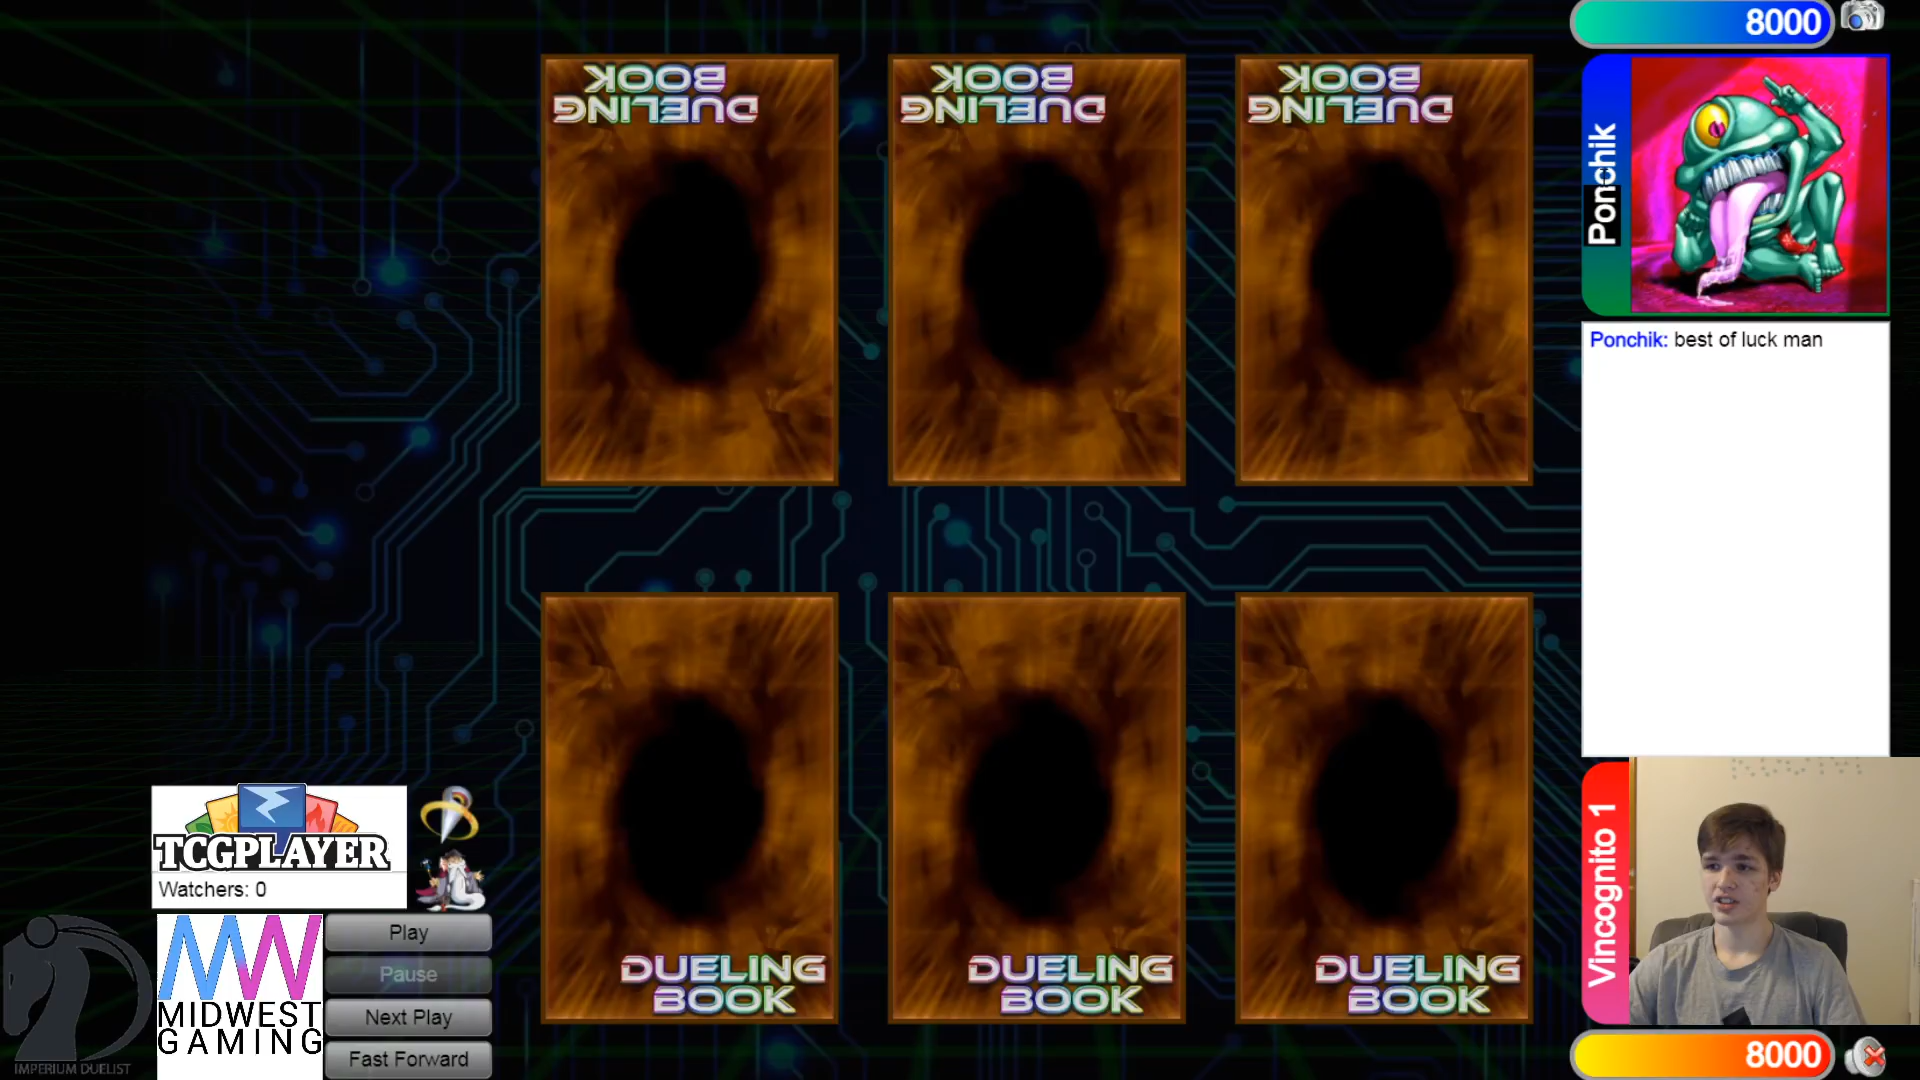 8000
DUELING
BOOK
DUELING
BOOK
DUELING
BOOK
Ponchik
Ponchik: best of luck man
TCGPLAYER
Watchers: 0
MW
MIDWEST
GAMING
IMPERIUM DUELIST
Play
Pause
Next Play
Fast Forward
DUELING
BOOK
DUELING
BOOK
DUELING
BOOK
Vincognito 1
8000